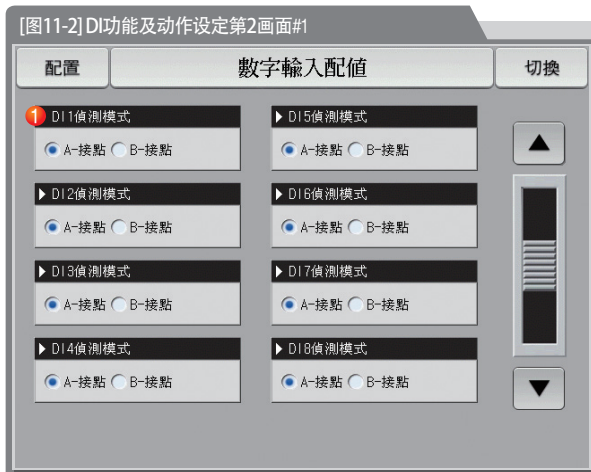 [图11-2] DI功能及动作设定第2画面#1
配置
數字輸入配值
切換
1 DI1偵測模式
A-接點 B-接點
DI5偵測模式
A-接點 B-接點
DI2偵測模式
A-接點 B-接點
DI6偵測模式
A-接點 B-接點
DI3偵測模式
A-接點 B-接點
DI7偵測模式
A-接點 B-接點
DI4偵測模式
A-接點 B-接點
DI8偵測模式
A-接點 B-接點